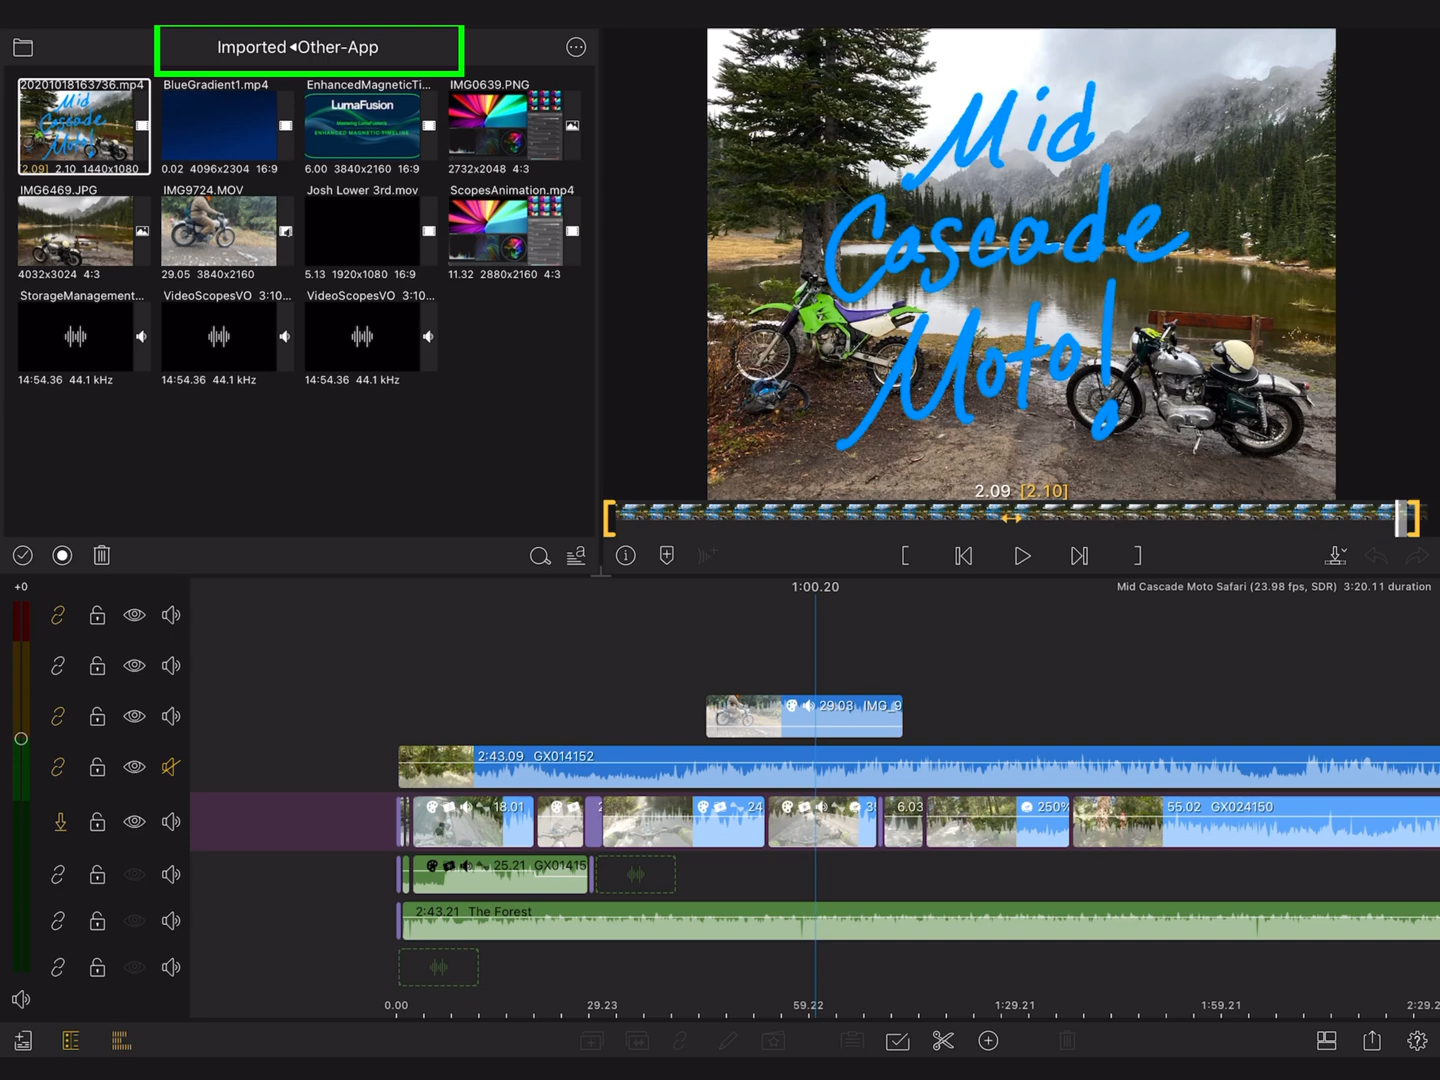 Imported ◂Other-App
20201018163736.mp4
BlueGradient1.mp4
EnhancedMagneticTi...
IMG0639.PNG
Mid
Cascade
Moto!
[2.09] 2.10 1440x1080
0.02 4096x2304 16:9
LumaFusion
ENHANCED MAGNETIC TIMELINE
6.00 3840x2160 16:9
2732x2048 4:3
IMG6469.JPG
IMG9724.MOV
Josh Lower 3rd.mov
ScopesAnimation.mp4
4032x3024 4:3
29.05 3840x2160
5.13 1920x1080 16:9
11.32 2880x2160 4:3
StorageManagement...
VideoScopesVO 3:10...
VideoScopesVO 3:10...
14:54.36 44.1 kHz
14:54.36 44.1 kHz
14:54.36 44.1 kHz
Mid
Cascade
Moto!
2.09 [2.10]
+0
1:00.20
Mid Cascade Moto Safari (23.98 fps, SDR) 3:20.11 duration
29.03 IMG_9
2:43.09 GX014152
18.01
24
6.03
250%
55.02 GX024150
25.21 GX01415
2:43.21 The Forest
0.00
29.23
59.22
1:29.21
1:59.21
2:29.2